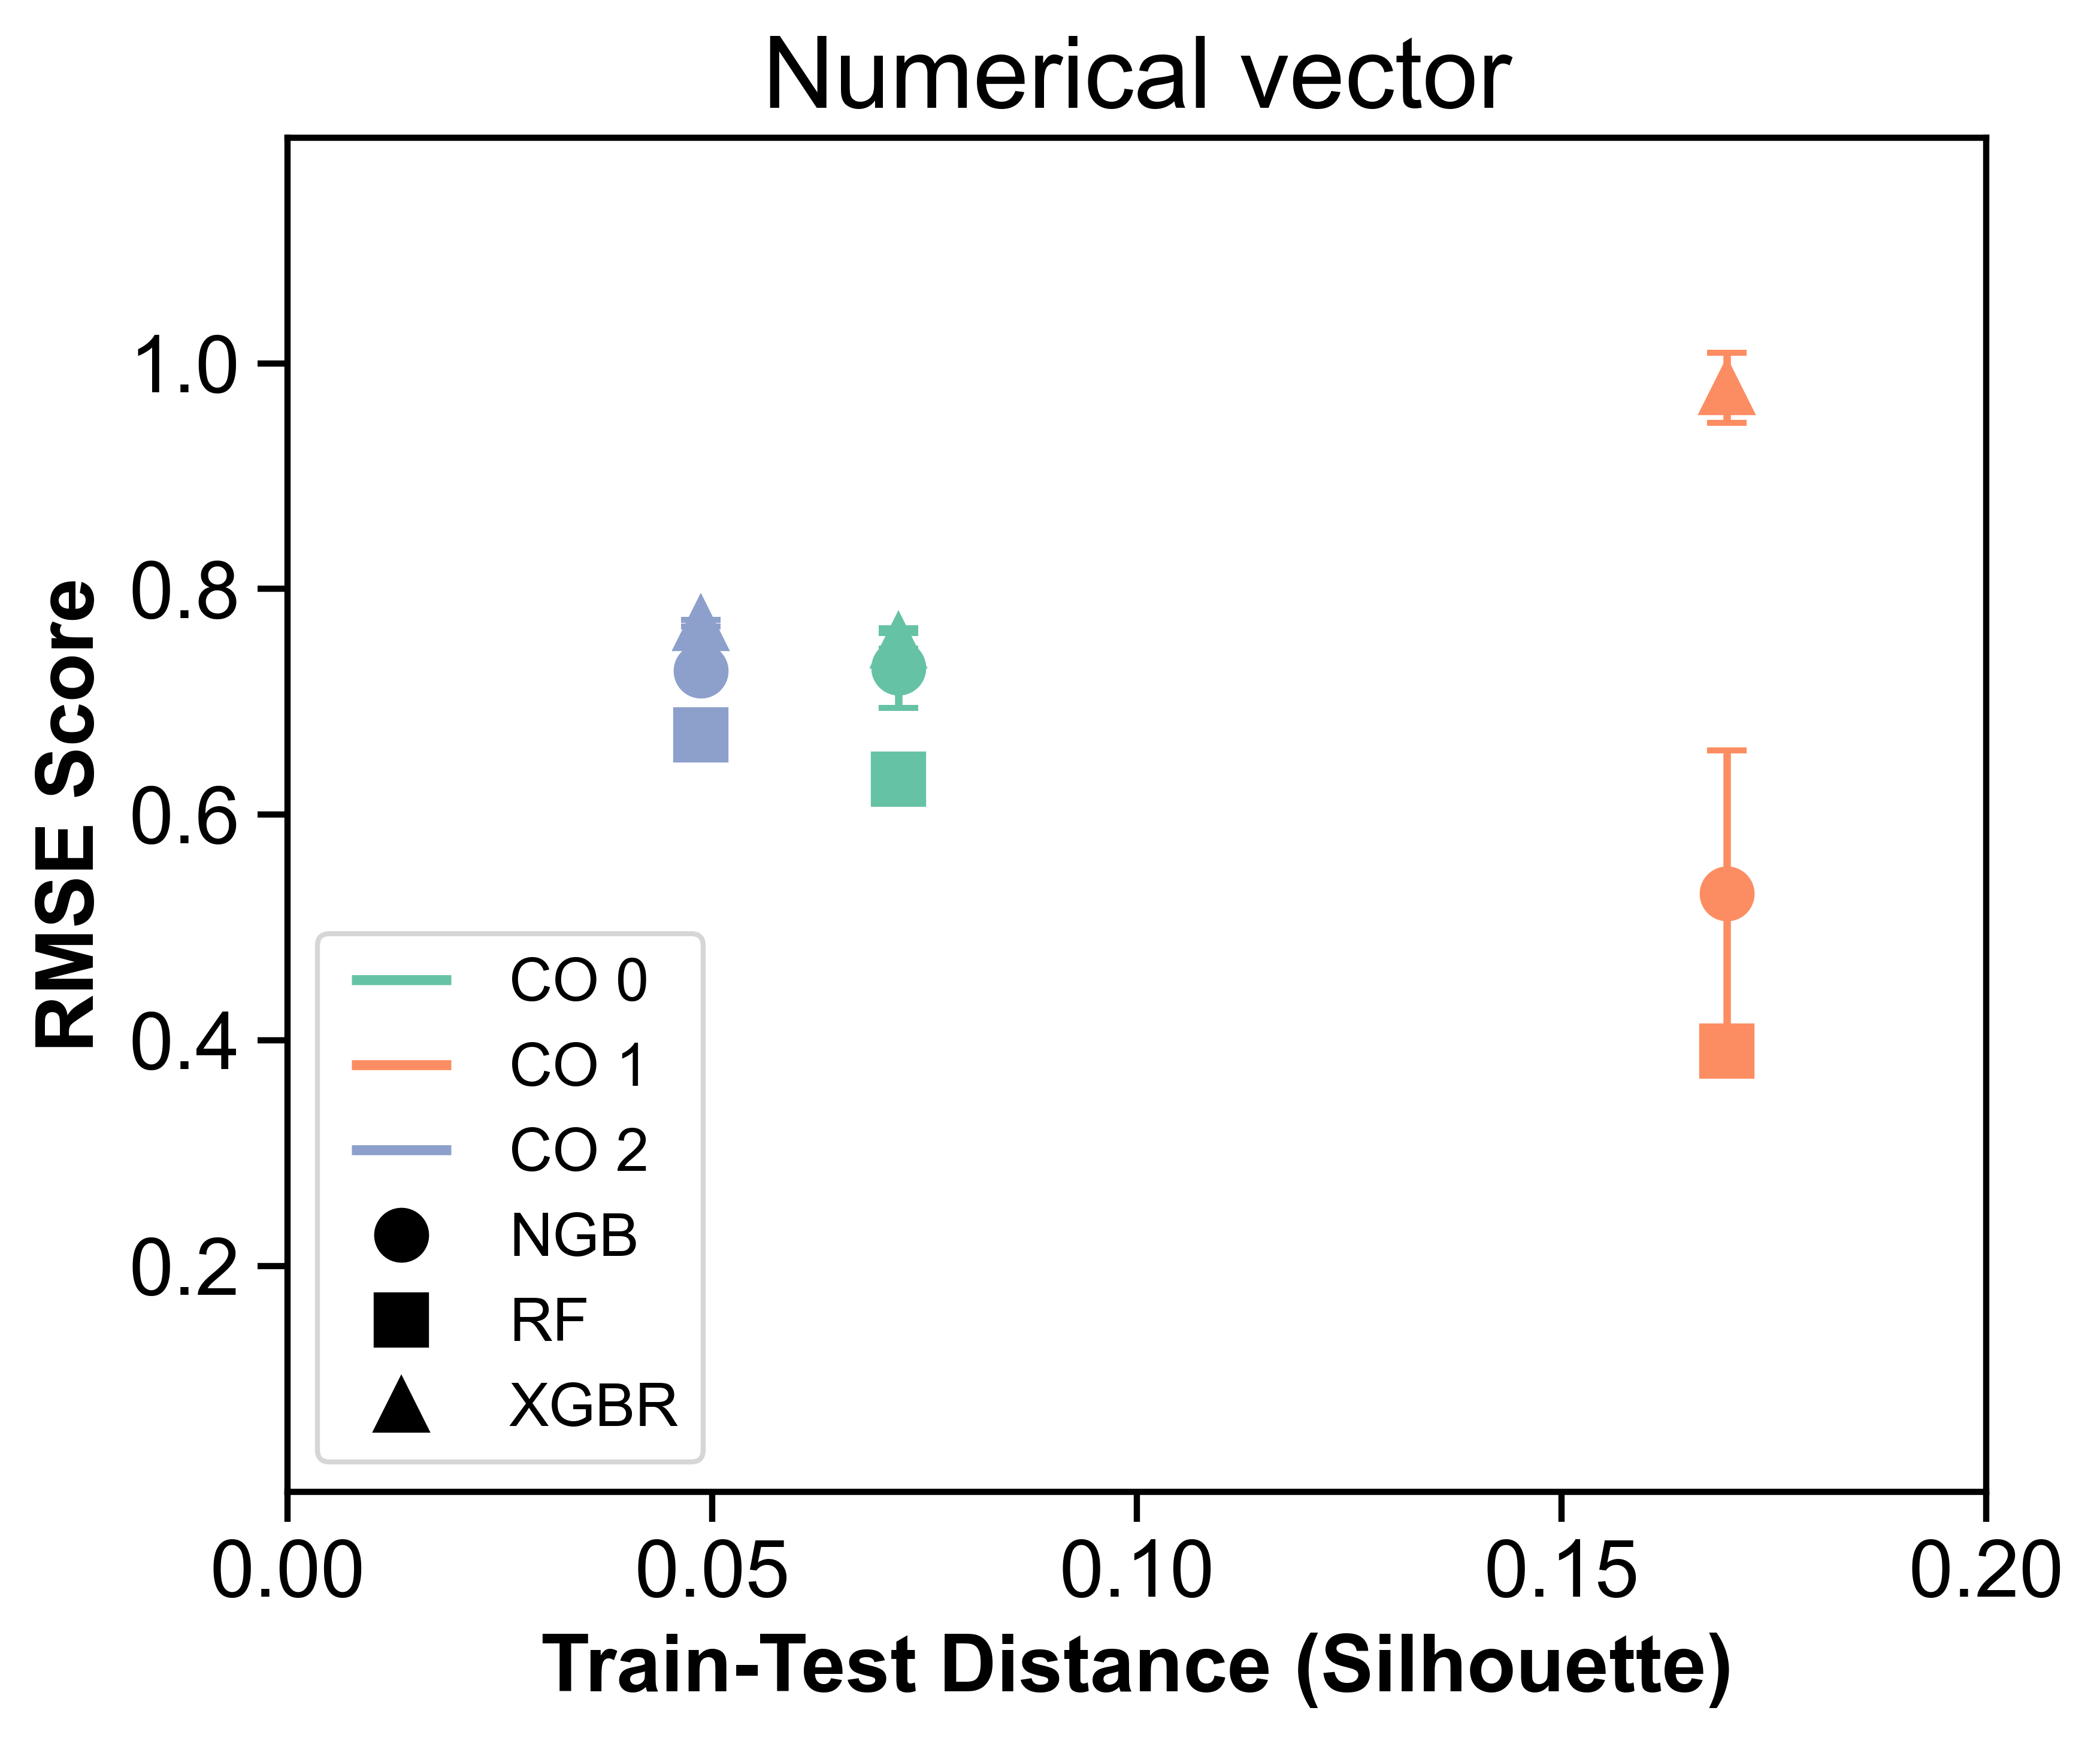 Numerical vector
RMSE Score
1.0
0.8
0.6
0.4
0.2
CO 0
CO 1
CO 2
NGB
RF
XGBR
0.00 0.05 0.10 0.15 0.20
Train-Test Distance (Silhouette)